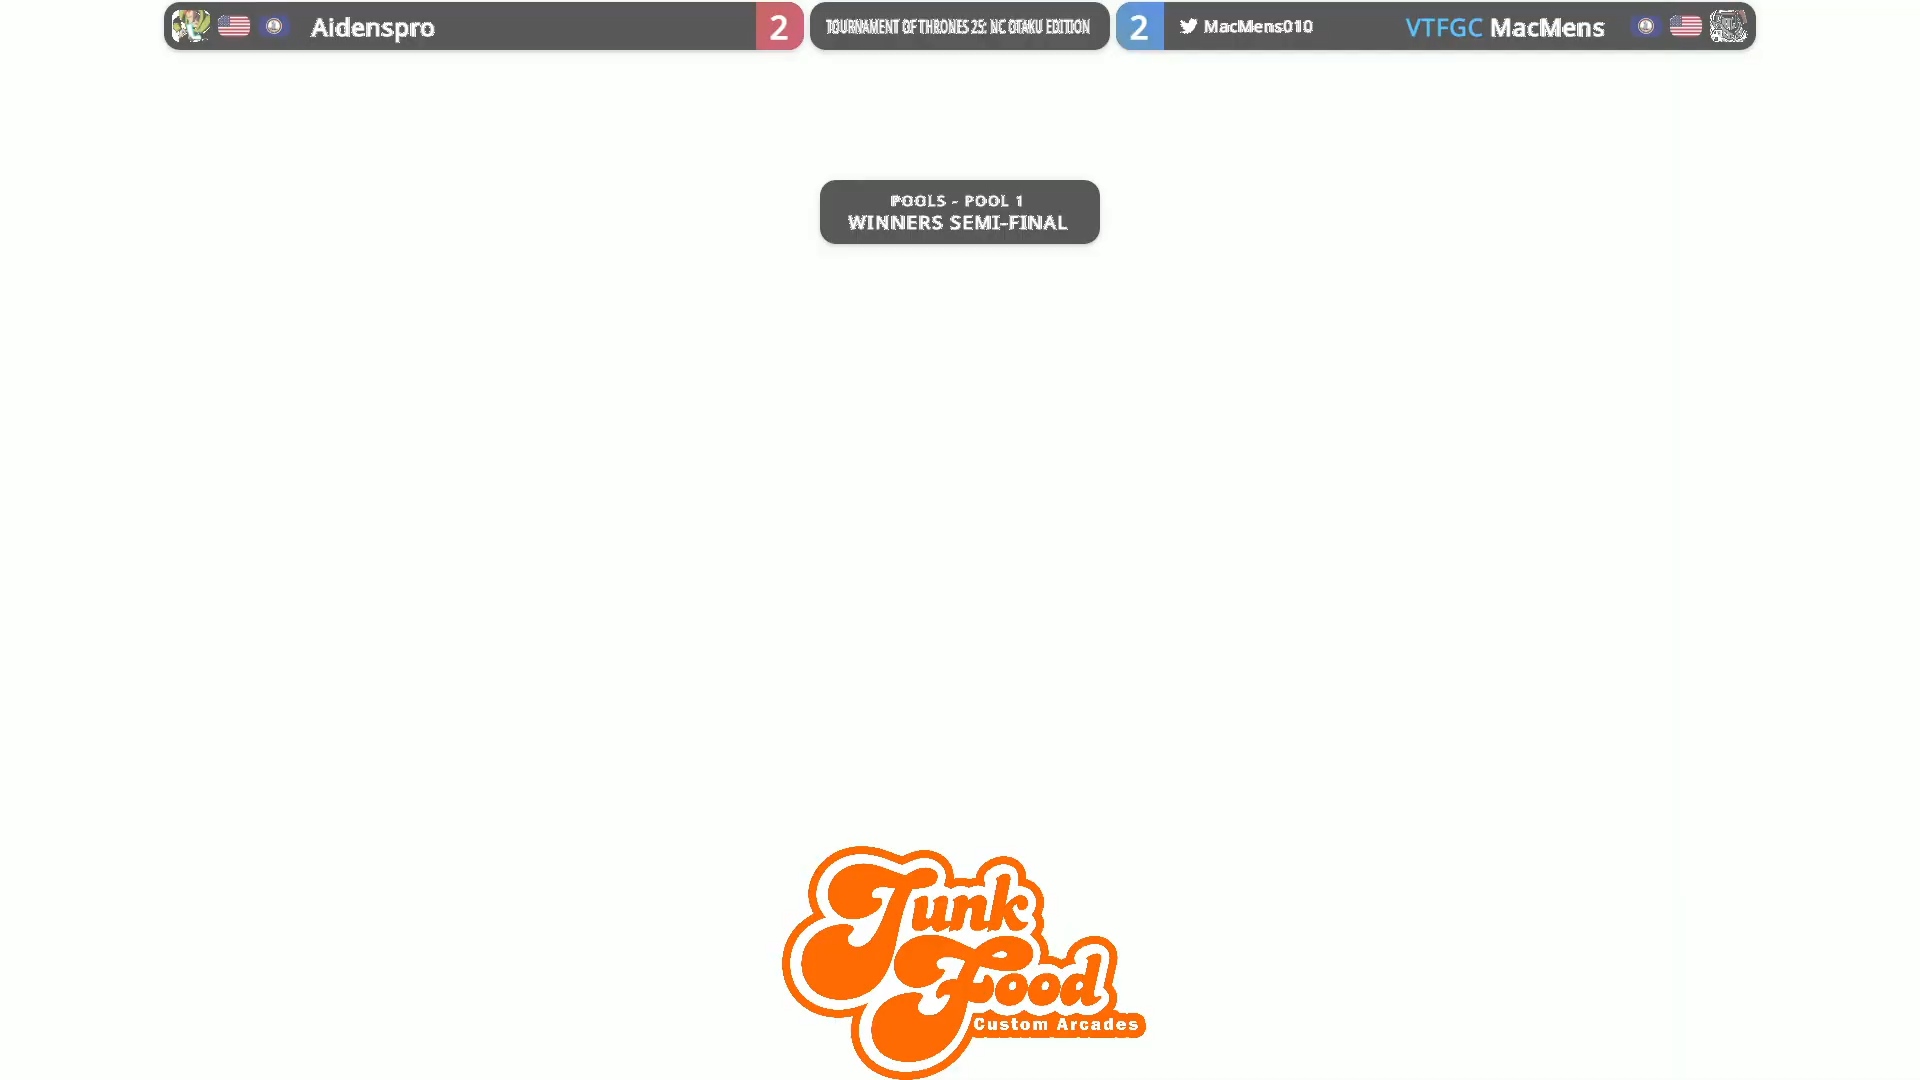 Aidenspro
2
TOURNAMENT OF THRONES 25: NC OTAKU EDITION
2
MacMens010
VTFGC MacMens
POOLS - POOL 1
WINNERS SEMI-FINAL
Junk
Food
Custom Arcades